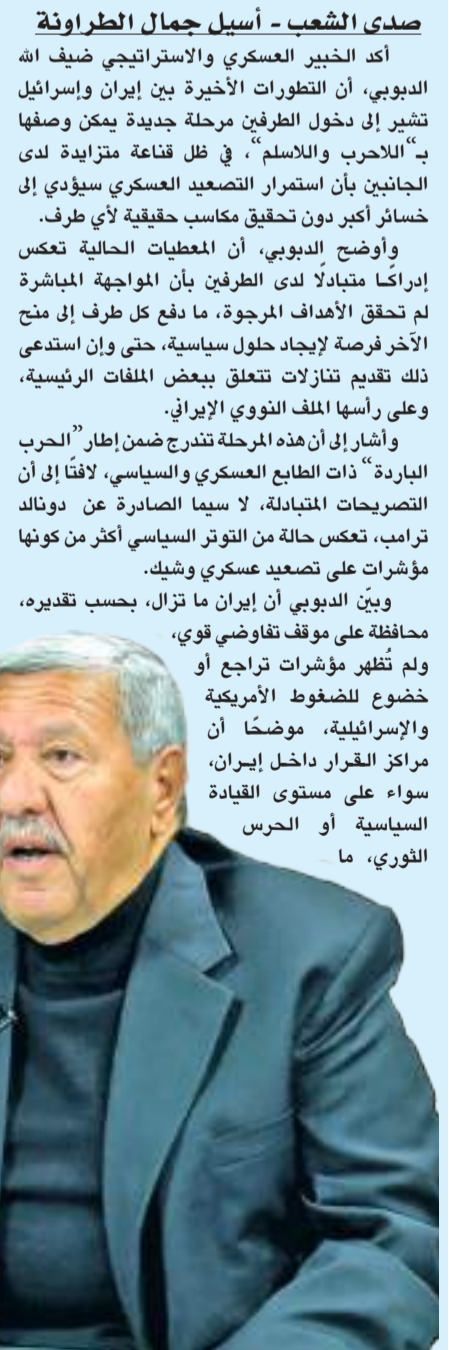 صدى الشعب - أسيل جمال الطراونة
أكد الخبير العسكري والاستراتيجي ضيف الله
الدبوبي، أن التطورات الأخيرة بين إيران وإسرائيل
تشير إلى دخول الطرفين مرحلة جديدة يمكن وصفها
بـ“اللاحرب واللاسلم“، في ظل قناعة متزايدة لدى
الجانبين بأن استمرار التصعيد العسكري سيؤدي إلى
خسائر أكبر دون تحقيق مكاسب حقيقية لأي طرف.
وأوضح الدبوبي، أن المعطيات الحالية تعكس
إدراكًا متبادلًا لدى الطرفين بأن المواجهة المباشرة
لم تحقق الأهداف المرجوة، ما دفع كل طرف إلى منح
الآخر فرصة لإيجاد حلول سياسية، حتى وإن استدعى
ذلك تقديم تنازلات تتعلق ببعض الملفات الرئيسية،
وعلى رأسها الملف النووي الإيراني.
وأشار إلى أن هذه المرحلة تندرج ضمن إطار ”الحرب
الباردة“ ذات الطابع العسكري والسياسي، لافتًا إلى أن
التصريحات المتبادلة، لا سيما الصادرة عن دونالد
ترامب، تعكس حالة من التوتر السياسي أكثر من كونها
مؤشرات على تصعيد عسكري وشيك.
وبيّن الدبوبي أن إيران ما تزال، بحسب تقديره،
محافظة على موقف تفاوضي قوي،
ولم تُظهر مؤشرات تراجع أو
خضوع للضغوط الأمريكية
والإسرائيلية، موضحًا أن
مراكز القرار داخل إيران،
سواء على مستوى القيادة
السياسية أو الحرس
الثوري، ما